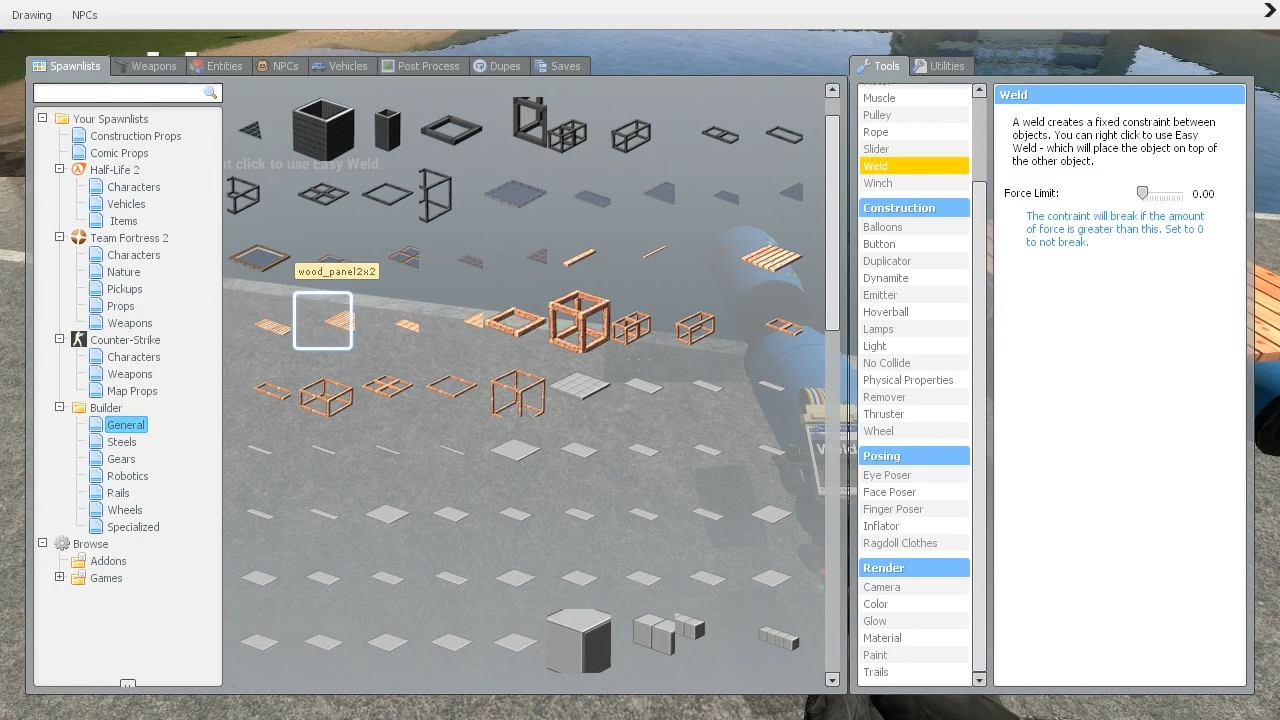 Drawing NPCs
Spawnlists Weapons Entities NPCs Vehicles Post Process Dupes Saves
Your Spawnlists
Construction Props
Comic Props
Half-Life 2
Characters
Vehicles
Items
Team Fortress 2
Characters
Nature
Pickups
Props
Weapons
Counter-Strike
Characters
Weapons
Map Props
Builder
General
Steels
Gears
Robotics
Rails
Wheels
Specialized
Browse
Addons
Games
click to use Easy Weld.
wood_panel2x2
Tools Utilities
Muscle
Pulley
Rope
Slider
Weld
Winch
Construction
Balloons
Button
Duplicator
Dynamite
Emitter
Hoverball
Lamps
Light
No Collide
Physical Properties
Remover
Thruster
Wheel
Posing
Eye Poser
Face Poser
Finger Poser
Inflator
Ragdoll Clothes
Render
Camera
Color
Glow
Material
Paint
Trails
Weld
A weld creates a fixed constraint between
objects. You can right click to use Easy
Weld - which will place the object on top of
the other object.
Force Limit: 0.00
The contraint will break if the amount
of force is greater than this. Set to 0
to not break.